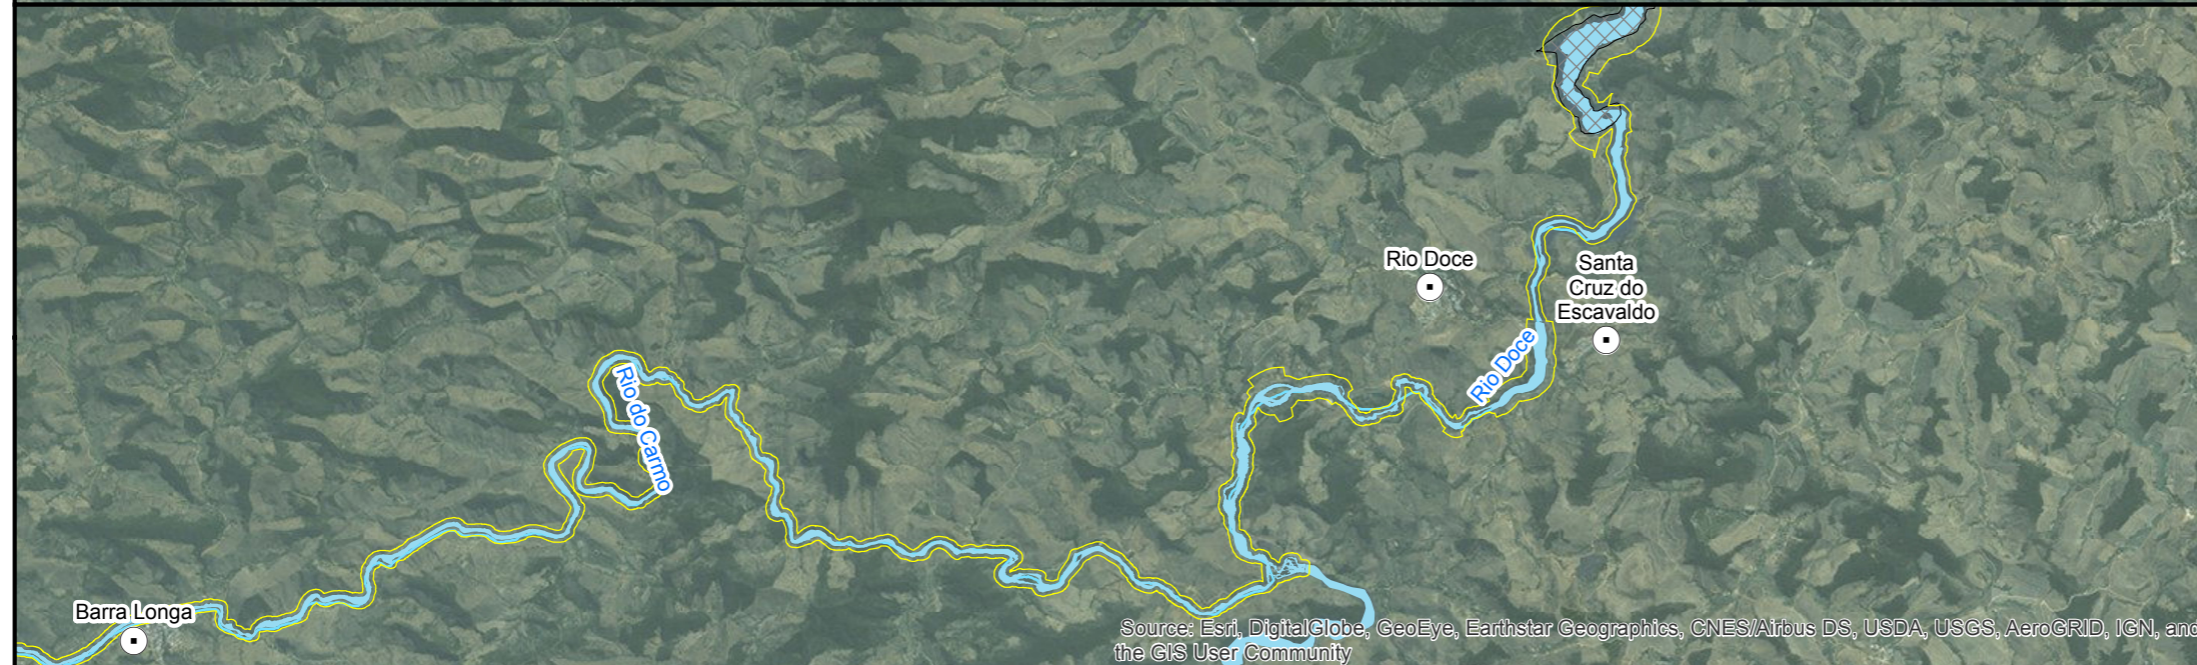 Rio Doce
Santa
Cruz do
Escavaldo
Rio Doce
Rio do Carmo
Barra Longa
Source: Esri, DigitalGlobe, GeoEye, Earthstar Geographics, CNES/Airbus DS, USDA, USGS, AeroGRID, IGN, and
the GIS User Community